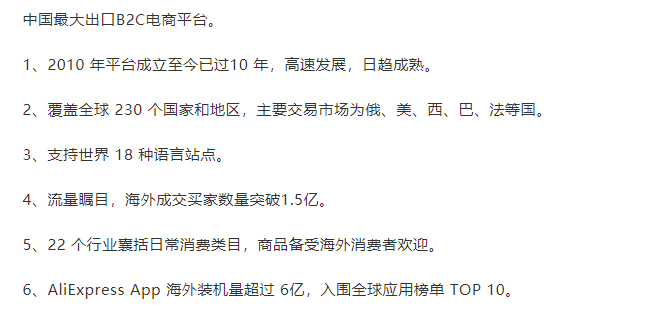 中国最大出口B2C电商平台。
1、2010 年平台成立至今已过10 年，高速发展，日趋成熟。
2、覆盖全球 230 个国家和地区，主要交易市场为俄、美、西、巴、法等国。
3、支持世界 18 种语言站点。
4、流量瞩目，海外成交买家数量突破1.5亿。
5、22 个行业囊括日常消费类目，商品备受海外消费者欢迎。
6、AliExpress App 海外装机量超过 6亿，入围全球应用榜单 TOP 10。